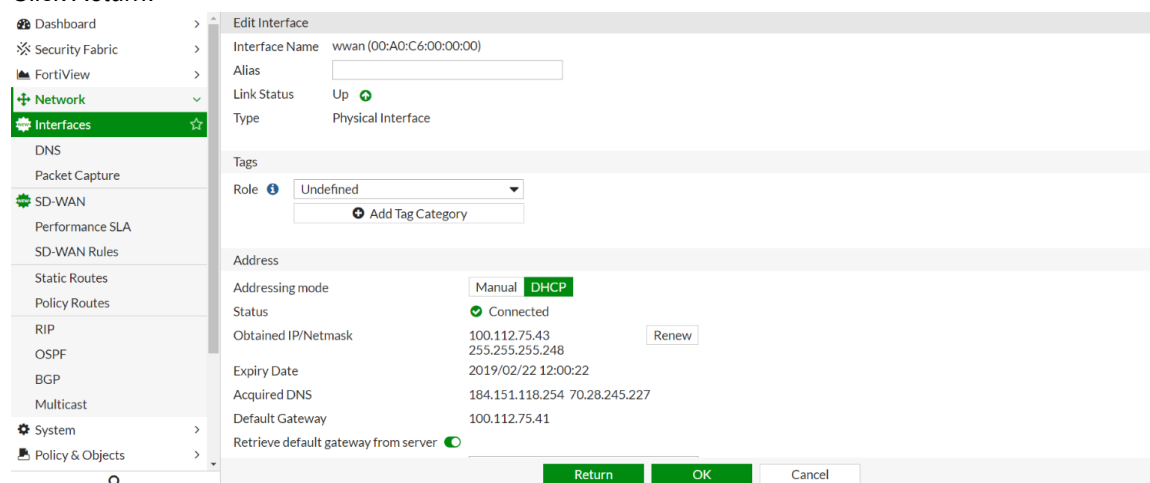 Dashboard
Security Fabric
FortiView
Network
Interfaces
DNS
Packet Capture
SD-WAN
Performance SLA
SD-WAN Rules
Static Routes
Policy Routes
RIP
OSPF
BGP
Multicast
System
Policy & Objects
Edit Interface
Interface Name wwan (00:A0:C6:00:00:00)
Alias
Link Status Up
Type Physical Interface
Tags
Role Undefined
Add Tag Category
Address
Addressing mode Manual DHCP
Status Connected
Obtained IP/Netmask 100.112.75.43 Renew
255.255.255.248
Expiry Date 2019/02/22 12:00:22
Acquired DNS 184.151.118.254 70.28.245.227
Default Gateway 100.112.75.41
Retrieve default gateway from server
Return OK Cancel